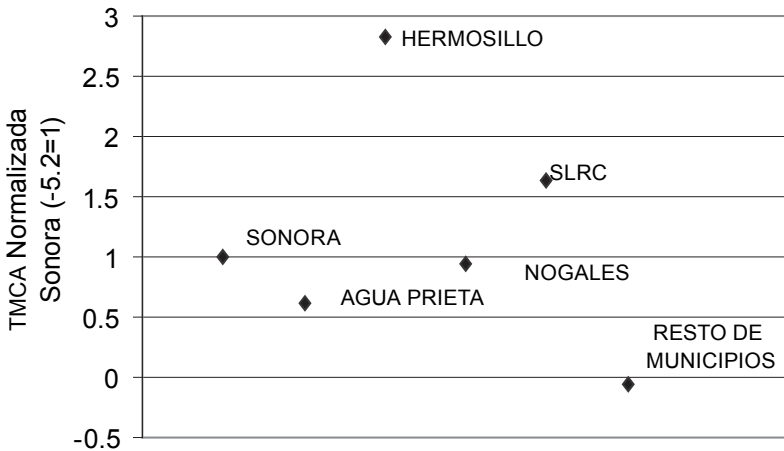 TMCA Normalizada
Sonora (-5.2=1)
3
2.5
2
1.5
1
0.5
0
-0.5
HERMOSILLO
SLRC
SONORA
NOGALES
AGUA PRIETA
RESTO DE
MUNICIPIOS